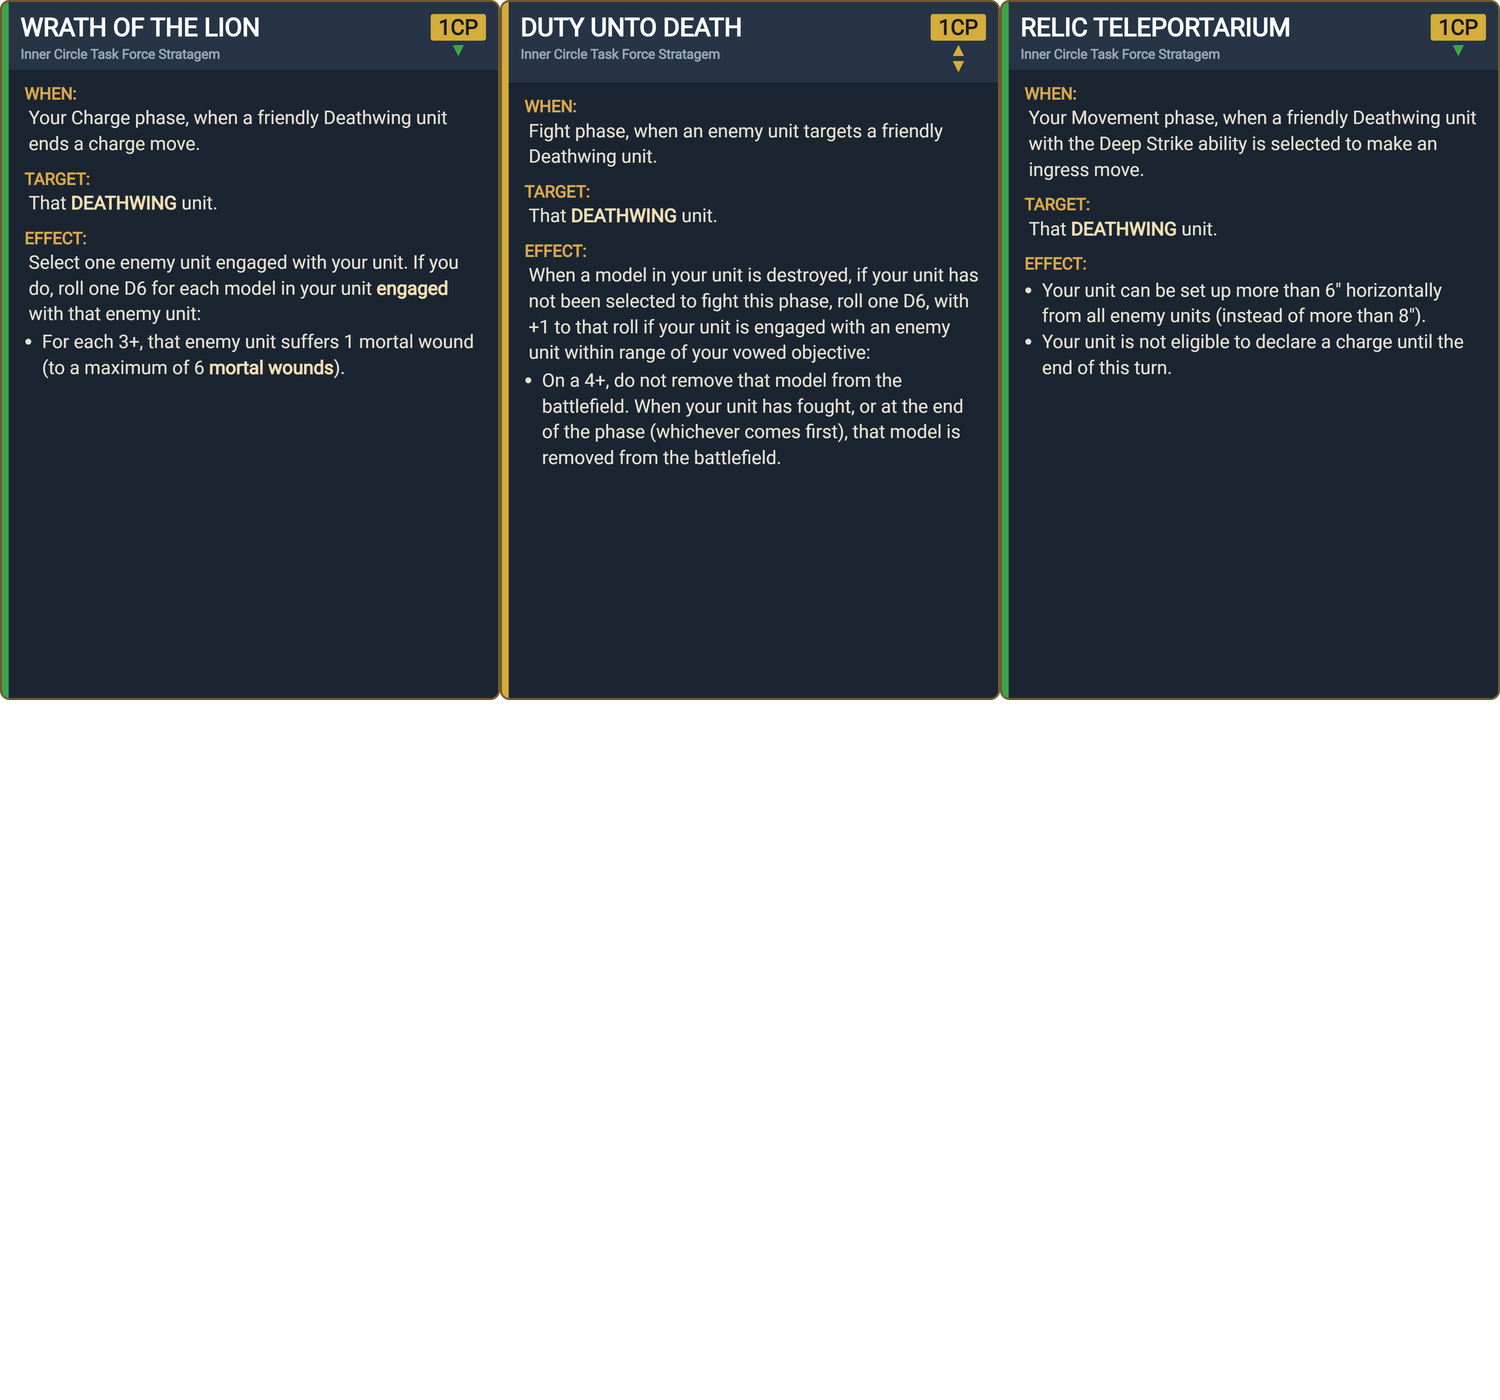 WRATH OF THE LION
1CP
Inner Circle Task Force Stratagem
WHEN:
Your Charge phase, when a friendly Deathwing unit
ends a charge move.
TARGET:
That DEATHWING unit.
EFFECT:
Select one enemy unit engaged with your unit. If you
do, roll one D6 for each model in your unit engaged
with that enemy unit:
• For each 3+, that enemy unit suffers 1 mortal wound
(to a maximum of 6 mortal wounds).
DUTY UNTO DEATH
1CP
Inner Circle Task Force Stratagem
WHEN:
Fight phase, when an enemy unit targets a friendly
Deathwing unit.
TARGET:
That DEATHWING unit.
EFFECT:
When a model in your unit is destroyed, if your unit has
not been selected to fight this phase, roll one D6, with
+1 to that roll if your unit is engaged with an enemy
unit within range of your vowed objective:
• On a 4+, do not remove that model from the
battlefield. When your unit has fought, or at the end
of the phase (whichever comes first), that model is
removed from the battlefield.
RELIC TELEPORTARIUM
1CP
Inner Circle Task Force Stratagem
WHEN:
Your Movement phase, when a friendly Deathwing unit
with the Deep Strike ability is selected to make an
ingress move.
TARGET:
That DEATHWING unit.
EFFECT:
• Your unit can be set up more than 6" horizontally
from all enemy units (instead of more than 8").
• Your unit is not eligible to declare a charge until the
end of this turn.